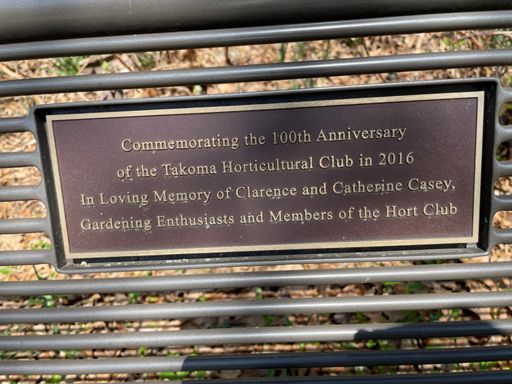 Commemorating the 100th Anniversary
of the Takoma Horticultural Club in 2016
In Loving Memory of Clarence and Catherine Casey,
Gardening Enthusiasts and Members of the Hort Club